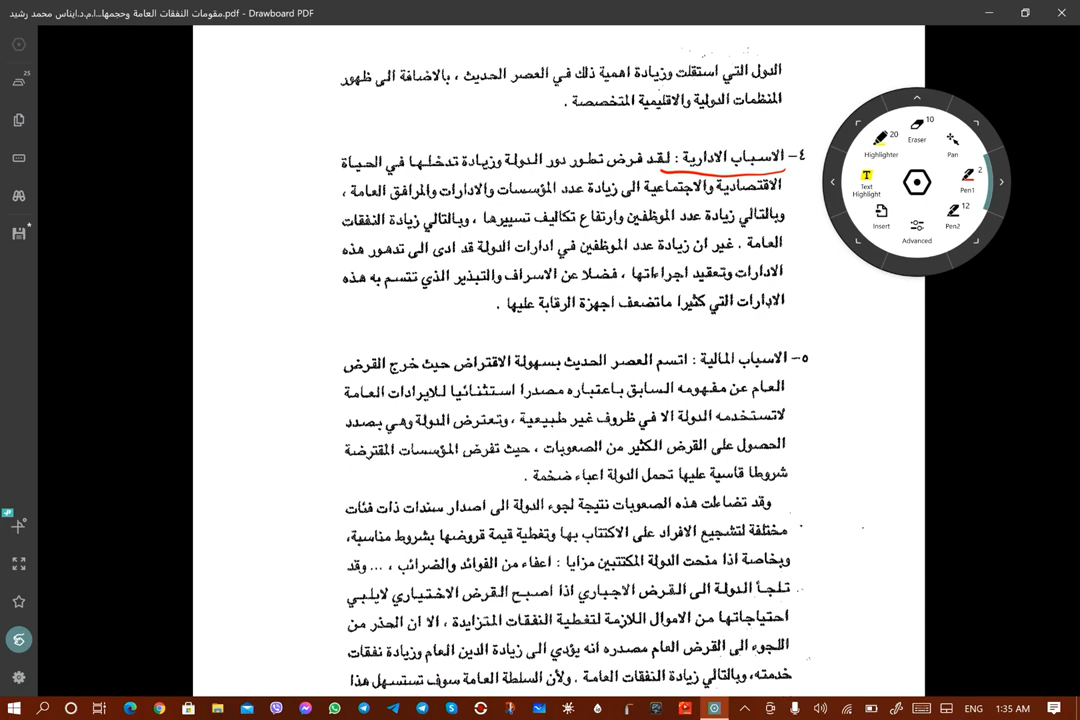 مقومات النفقات العامة وحجمها...ا.م.د.ايناس محمد رشيد.pdf - Drawboard PDF
الدول التي استقلت وزيادة اهمية ذلك في العصر الحديث ، بالاضافة الى ظهور
المنظمات الدولية والاقليمية المتخصصة .
٤- الاسباب الادارية : لقد فرض تطور دور الدولة وزيادة تدخلها في الحياة
الاقتصادية والاجتماعية الى زيادة عدد المؤسسات والادارات والمرافق العامة ،
وبالتالي زيادة عدد الموظفين وارتفاع تكاليف تسييرها ، وبالتالي زيادة النفقات
العامة . غير ان زيادة عدد الموظفين في ادارات الدولة قد ادى الى تدهور هذه
الادارات وتعقيد اجراءاتها ، فضلا عن الاسراف والتبذير الذي تتسم به هذه
الادارات التي كثيرا ماتضعف اجهزة الرقابة عليها .
٥- الاسباب المالية : اتسم العصر الحديث بسهولة الاقتراض حيث خرج القرض
العام عن مفهومه السابق باعتباره مصدرا استثنائيا للايرادات العامة
لاتستخدمه الدولة الا في ظروف غير طبيعية ، وتعترض الدولة وهي بصدد
الحصول على القرض الكثير من الصعوبات ، حيث تفرض المؤسسات المقترضة
شروطا قاسية عليها تحمل الدولة اعباء ضخمة .
وقد تضاءلت هذه الصعوبات نتيجة لجوء الدولة الى اصدار سندات ذات فئات
مختلفة لتشجيع الافراد على الاكتتاب بها وتغطية قيمة قروضها بشروط مناسبة،
وبخاصة اذا منحت الدولة المكتتبين مزايا : اعفاء من الفوائد والضرائب ، ... وقد
تلجأ الدولة الى القرض الاجباري اذا اصبح القرض الاختياري لايلبي
احتياجاتها من الاموال اللازمة لتغطية النفقات المتزايدة ، الا ان الحذر من
اللجوء الى القرض العام مصدره انه يؤدي الى زيادة الدين العام وزيادة نفقات
خدمته، وبالتالي زيادة النفقات العامة . ولأن السلطة العامة سوف تستسهل هذا
10
Eraser
20
Highlighter
Pan
T
Text
Highlight
2
Pen1
Insert
12
Pen2
Advanced
25
ENG
1:35 AM